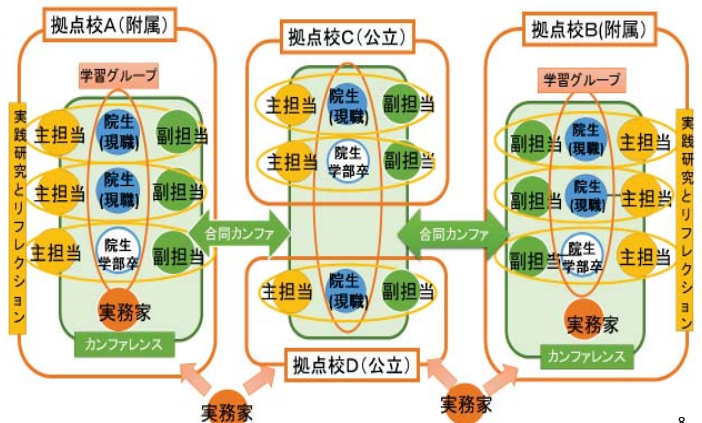 拠点校A(附属)
学習グループ
実践研究とリフレクション
主担当
院生
(現職)
副担当
主担当
院生
(現職)
副担当
主担当
院生
学部卒
副担当
実務家
カンファレンス
合同カンファ
拠点校C(公立)
主担当
院生
(現職)
副担当
主担当
院生
学部卒
副担当
主担当
院生
(現職)
副担当
拠点校D(公立)
合同カンファ
拠点校B(附属)
学習グループ
副担当
院生
(現職)
主担当
副担当
院生
(現職)
主担当
副担当
院生
学部卒
主担当
実務家
カンファレンス
実践研究とリフレクション
実務家
実務家
8